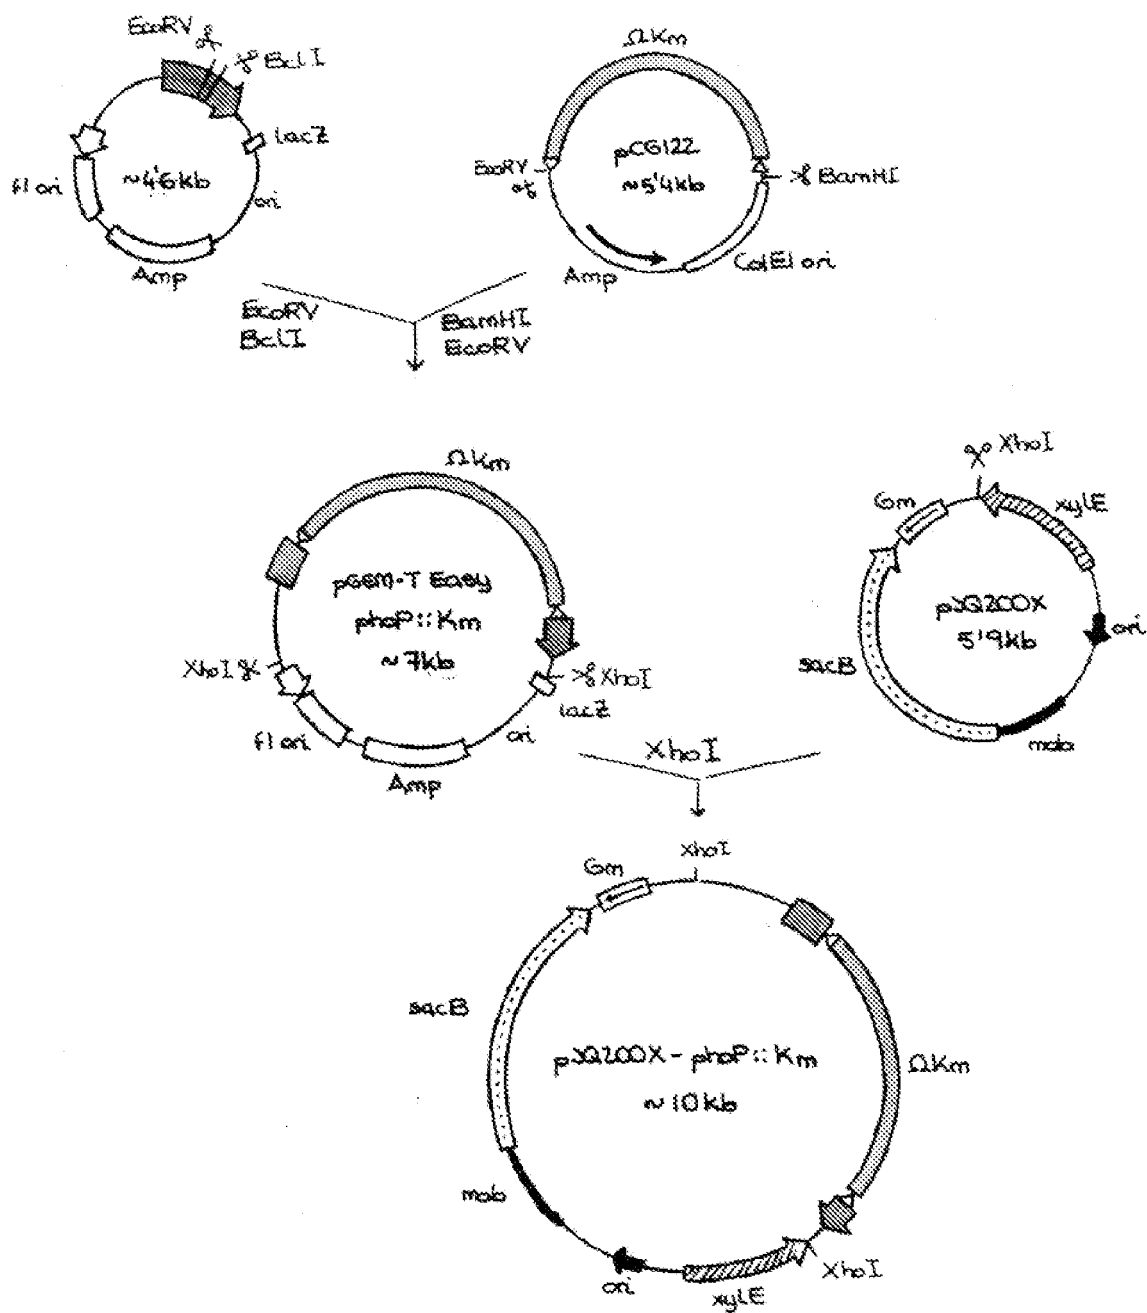 EcoRV
BclI
lacZ
~4'6kb
f1 ori
ori
Amp
ΩKm
pCG122
~5'4kb
EcoRV
BamHI
ColE1 ori
Amp
EcoRV
BclI
BamHI
EcoRV
ΩKm
pGEM-T Easy
phoP::Km
~7kb
XhoI
XhoI
lacZ
f1 ori
ori
Amp
XhoI
Gm
xylE
pJQ200X
5'9kb
ori
sacB
mob
XhoI
XhoI
Gm
sacB
pJQ200X-phoP::Km
~10kb
ΩKm
mob
ori
xylE
XhoI